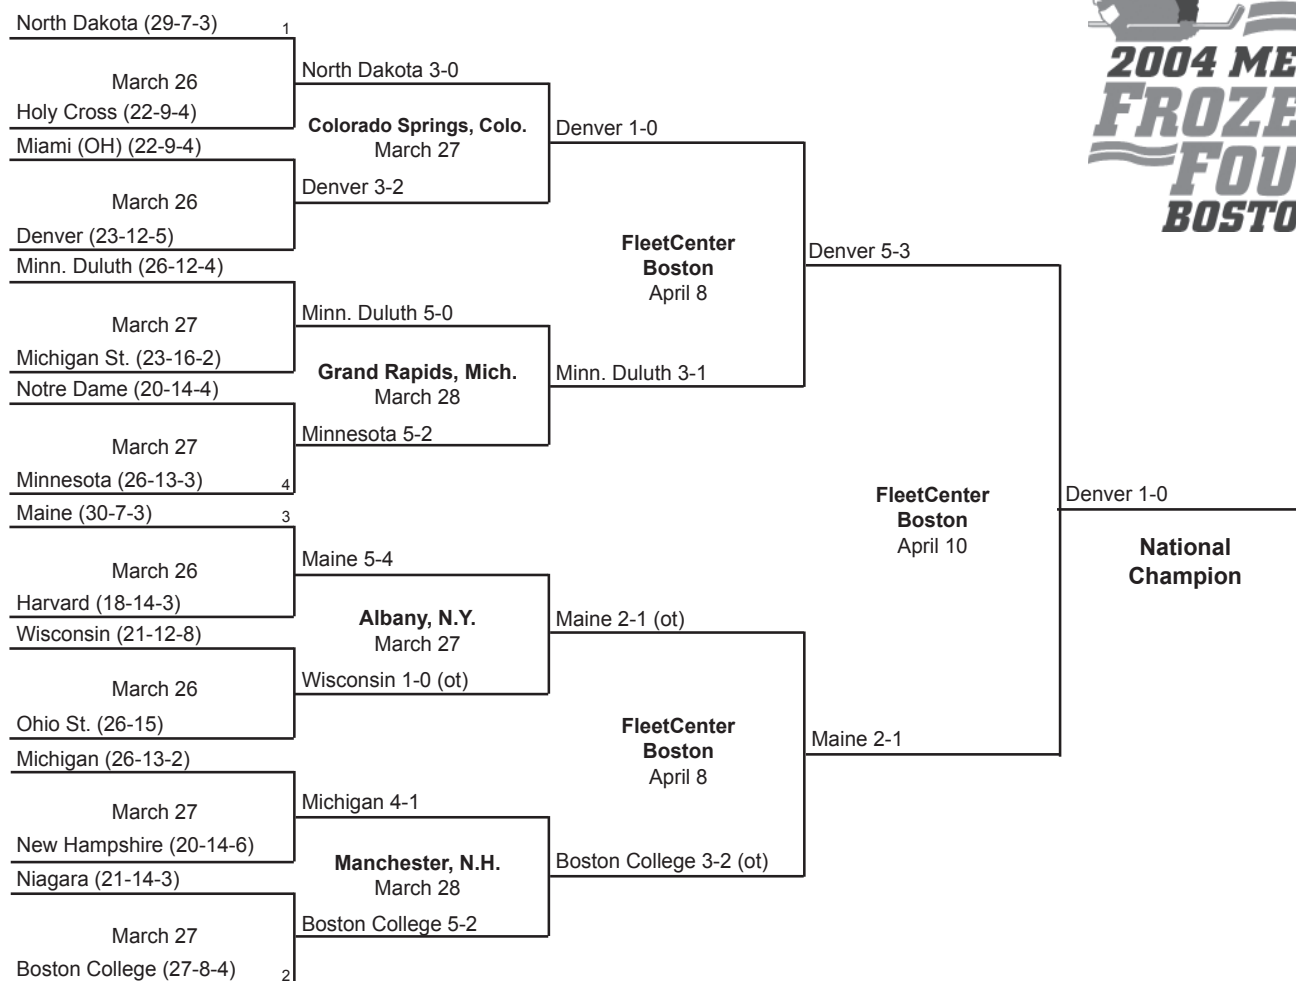 North Dakota (29-7-3) 1
March 26
Holy Cross (22-9-4)
Miami (OH) (22-9-4)
March 26
Denver (23-12-5)
Minn. Duluth (26-12-4)
March 27
Michigan St. (23-16-2)
Notre Dame (20-14-4)
March 27
Minnesota (26-13-3) 4
Maine (30-7-3) 3
March 26
Harvard (18-14-3)
Wisconsin (21-12-8)
March 26
Ohio St. (26-15)
Michigan (26-13-2)
March 27
New Hampshire (20-14-6)
Niagara (21-14-3)
March 27
Boston College (27-8-4) 2
North Dakota 3-0
Colorado Springs, Colo.
March 27
Denver 3-2
Minn. Duluth 5-0
Grand Rapids, Mich.
March 28
Minnesota 5-2
Maine 5-4
Albany, N.Y.
March 27
Wisconsin 1-0 (ot)
Michigan 4-1
Manchester, N.H.
March 28
Boston College 5-2
Denver 1-0
FleetCenter
Boston
April 8
Minn. Duluth 3-1
Maine 2-1 (ot)
FleetCenter
Boston
April 8
Boston College 3-2 (ot)
Denver 5-3
FleetCenter
Boston
April 10
Maine 2-1
Denver 1-0
National
Champion
2004 ME
FROZE
FOU
BOSTO